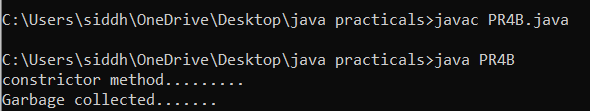 C:\Users\siddh\OneDrive\Desktop\java practicals>javac PR4B.java
C:\Users\siddh\OneDrive\Desktop\java practicals>java PR4B
constrictor method.........
Garbage collected.......